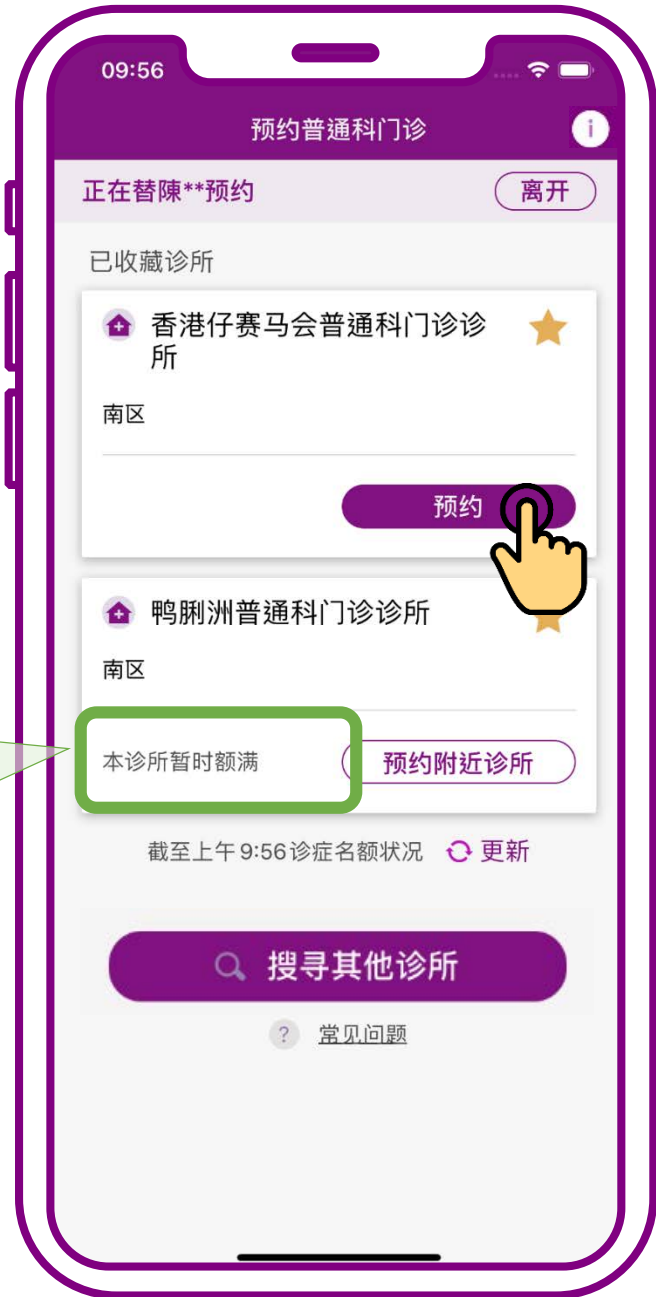 09:56
预约普通科门诊
i
正在替陳**预约
离开
已收藏诊所
香港仔赛马会普通科门诊诊
所
南区
预约
鸭脷洲普通科门诊诊所
南区
本诊所暂时额满
预约附近诊所
截至上午9:56诊症名额状况
更新
搜寻其他诊所
? 常见问题